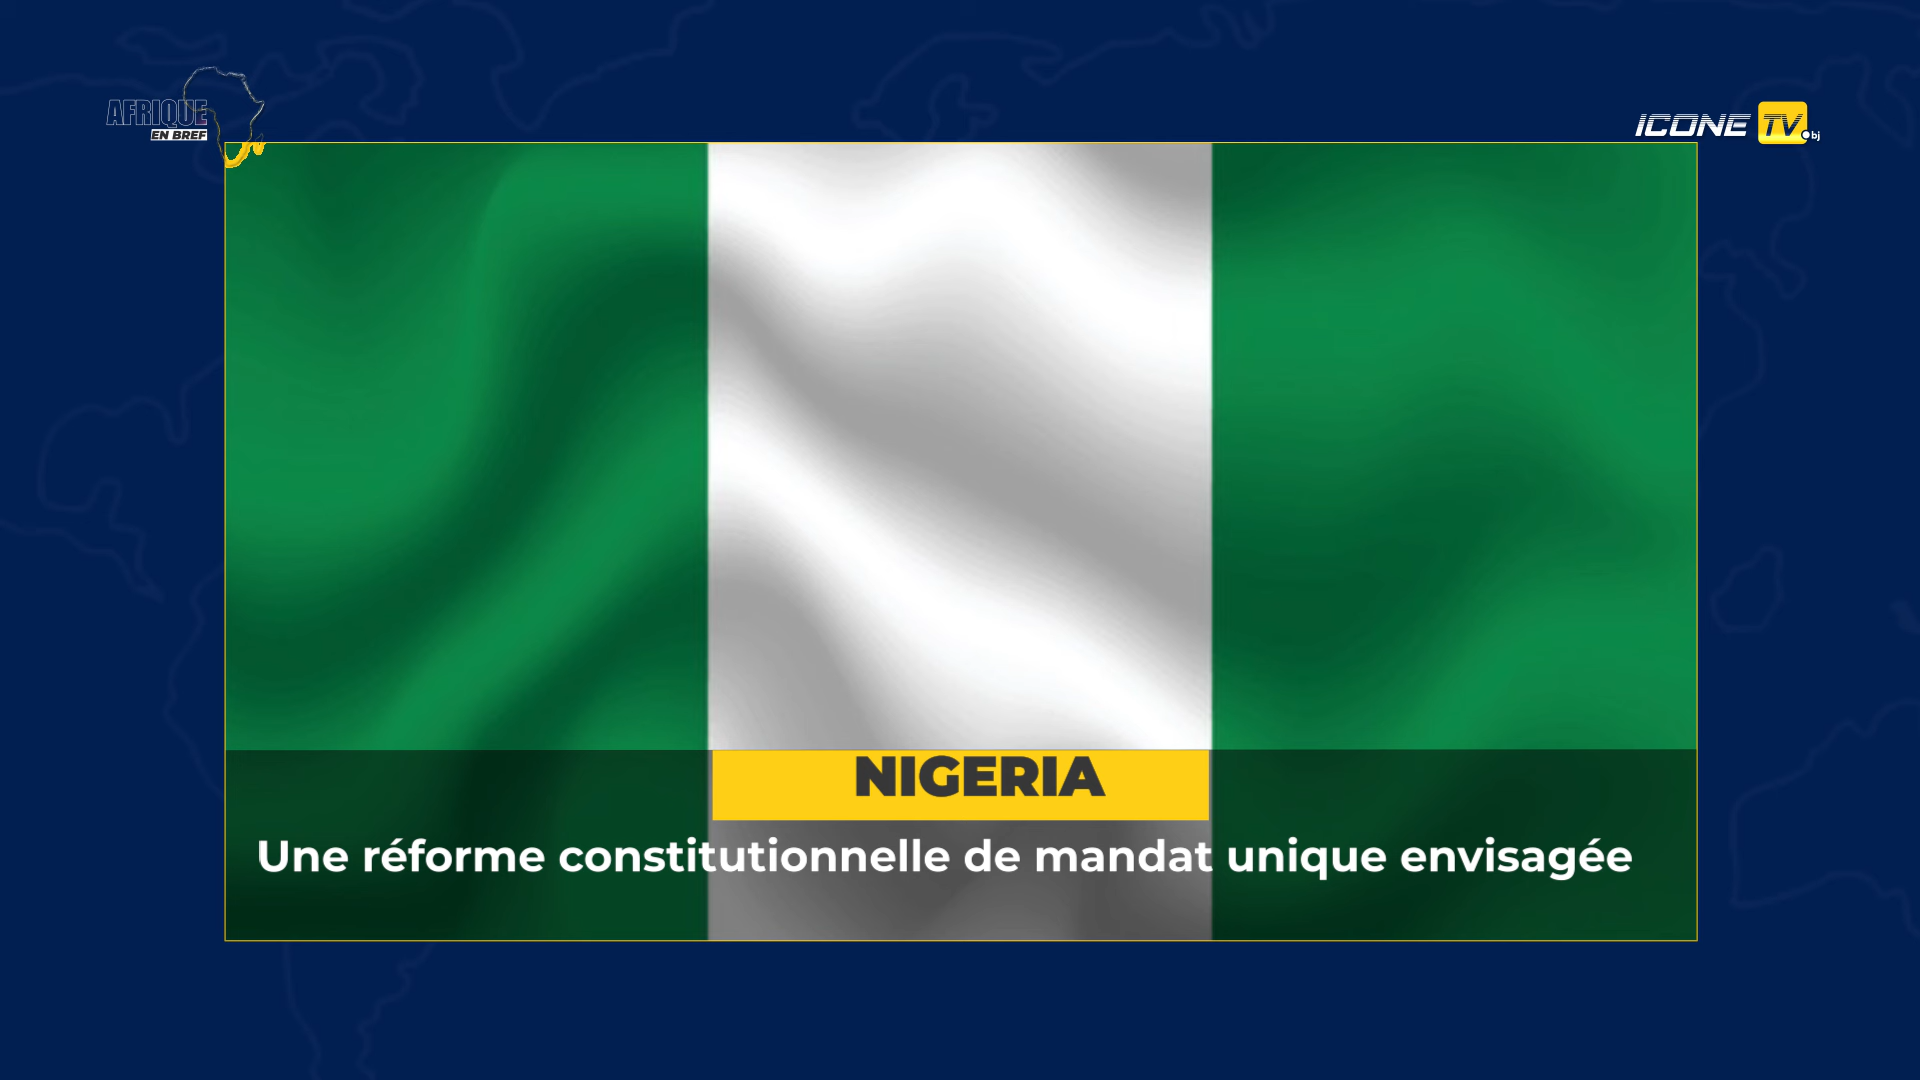 AFRIQUE
EN BREF
ICONE TV.bj
NIGERIA
Une réforme constitutionnelle de mandat unique envisagée